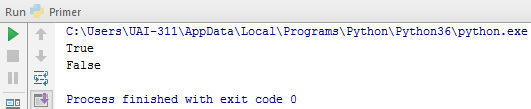 Run Primer
C:\Users\UAI-311\AppData\Local\Programs\Python\Python36\python.exe
True
False
Process finished with exit code 0